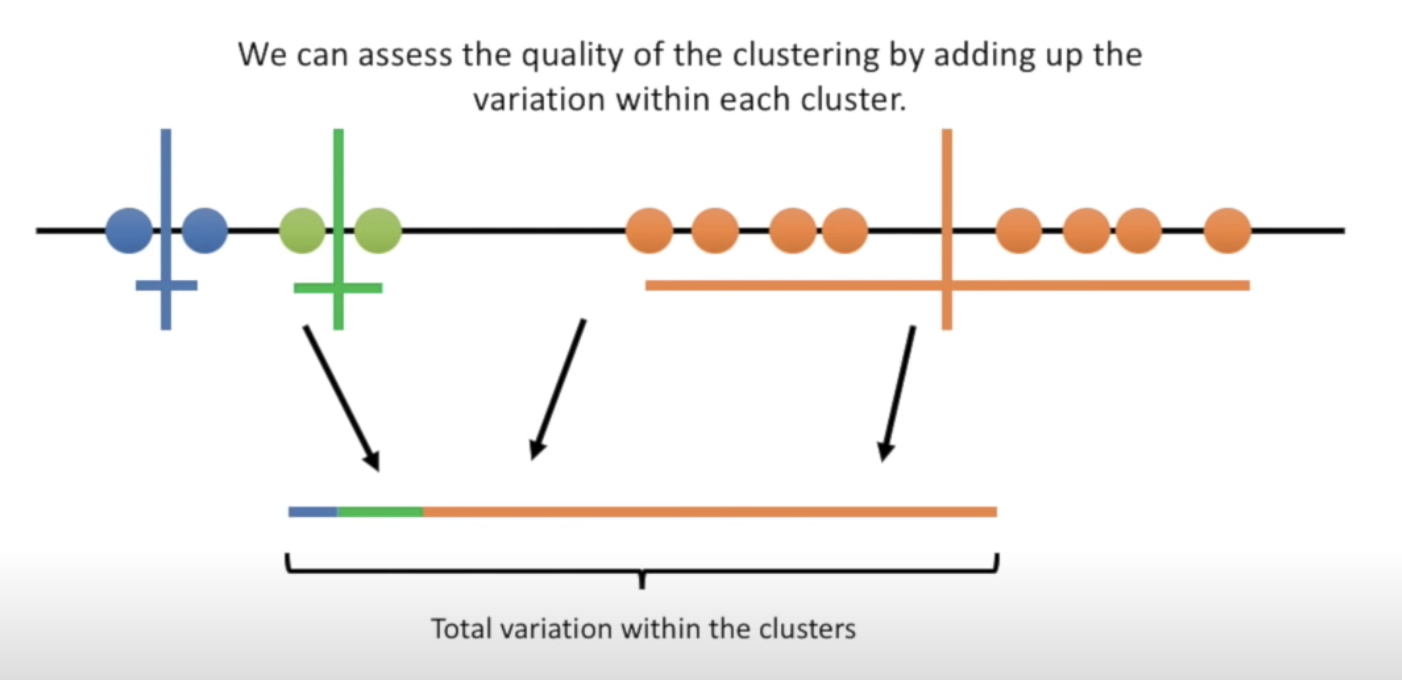 We can assess the quality of the clustering by adding up the
variation within each cluster.
Total variation within the clusters